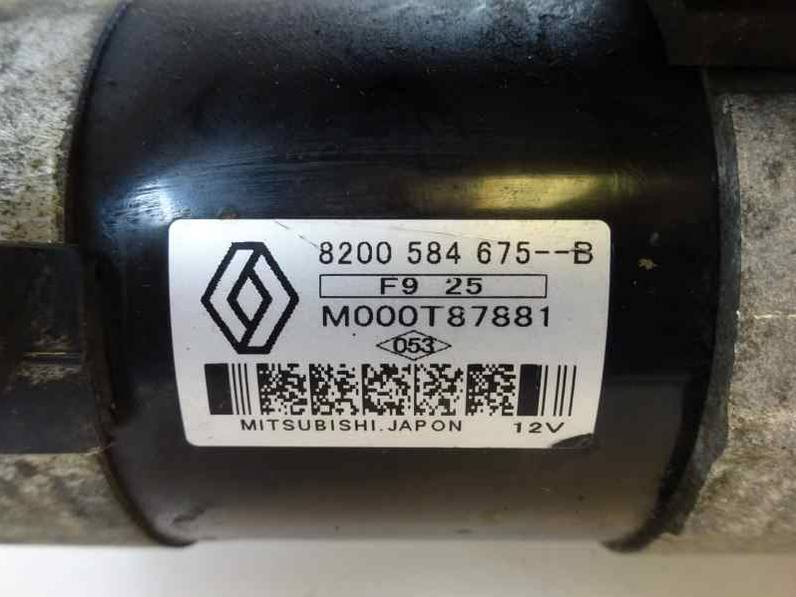 8200 584 675--B
F9 25
M000T87881
053
MITSUBISHI.JAPON 12V